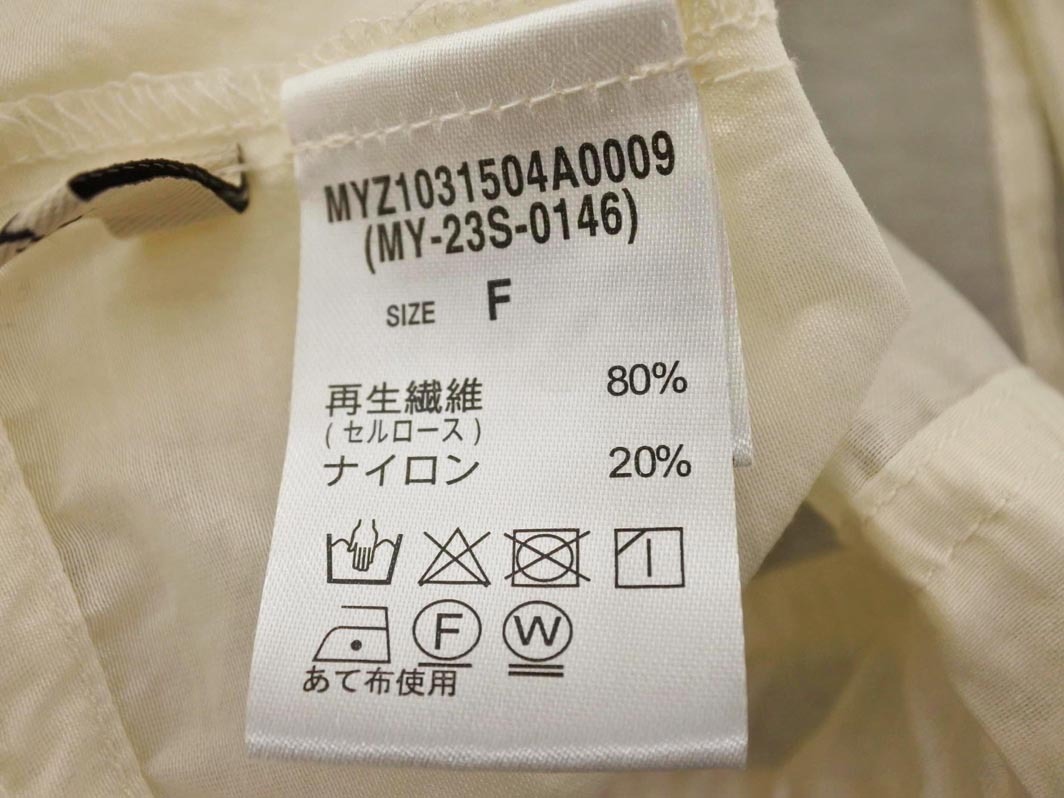 MYZ1031504A0009
(MY-23S-0146)
SIZE F
再生繊維 80%
(セルロース)
ナイロン 20%
F W
あて布使用